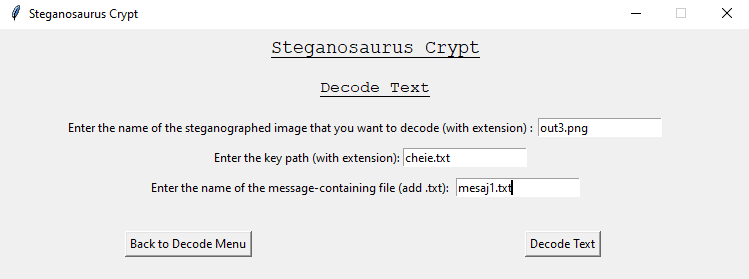 Steganosaurus Crypt
Steganosaurus Crypt
Decode Text
Enter the name of the steganographed image that you want to decode (with extension) : out3.png
Enter the key path (with extension): cheie.txt
Enter the name of the message-containing file (add .txt): mesaj1.txt
Back to Decode Menu Decode Text